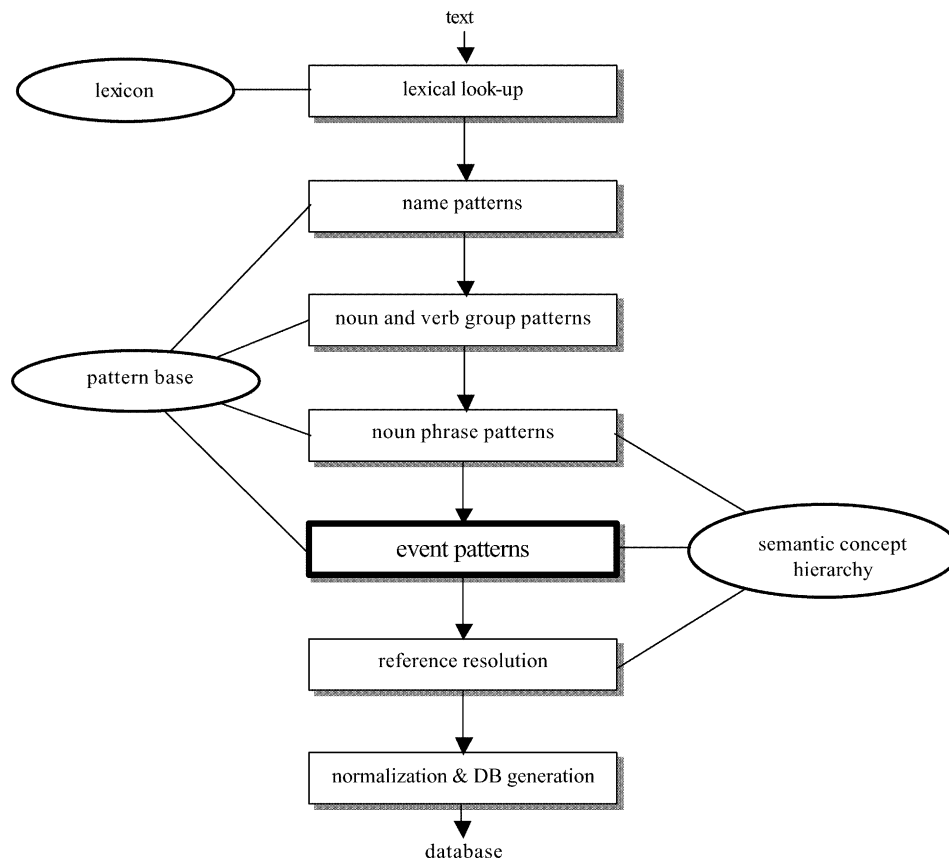 text
lexicon
lexical look-up
name patterns
noun and verb group patterns
pattern base
noun phrase patterns
event patterns
semantic concept
hierarchy
reference resolution
normalization & DB generation
database